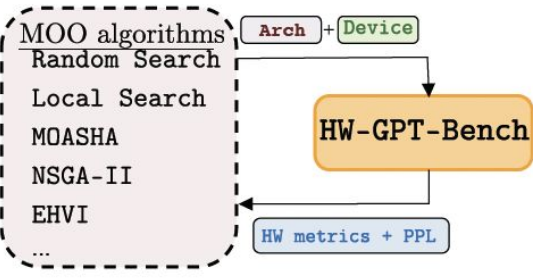 MOO algorithms
Random Search
Local Search
MOASHA
NSGA-II
EHVI
...
Arch + Device
HW-GPT-Bench
HW metrics + PPL